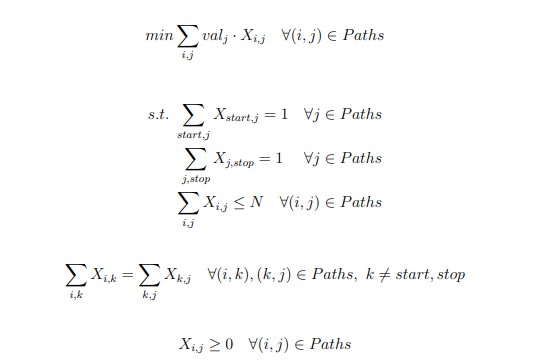 min ∑_{i,j} val_j · X_{i,j} ∀(i, j) ∈ Paths
s.t. ∑_{start,j} X_{start,j} = 1 ∀j ∈ Paths
∑_{j,stop} X_{j,stop} = 1 ∀j ∈ Paths
∑_{i,j} X_{i,j} ≤ N ∀(i, j) ∈ Paths
∑_{i,k} X_{i,k} = ∑_{k,j} X_{k,j} ∀(i, k), (k, j) ∈ Paths, k ≠ start, stop
X_{i,j} ≥ 0 ∀(i, j) ∈ Paths